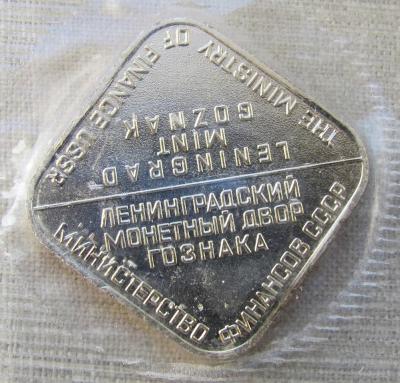 THE MINISTRY OF FINANCE USSR
LENINGRAD
MINT
GOZNAK
ЛЕНИНГРАДСКИЙ
МОНЕТНЫЙ ДВОР
ГОЗНАКА
МИНИСТЕРСТВО ФИНАНСОВ СССР